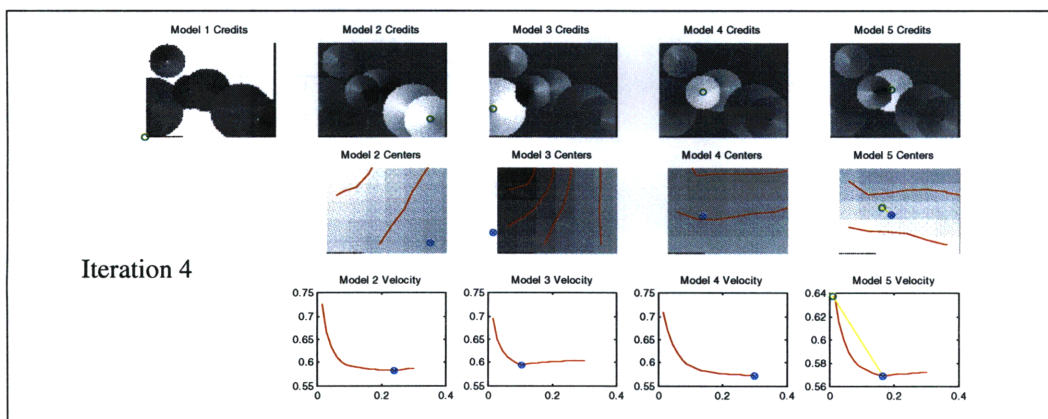 Model 1 Credits
Model 2 Credits
Model 3 Credits
Model 4 Credits
Model 5 Credits
Model 2 Centers
Model 3 Centers
Model 4 Centers
Model 5 Centers
Iteration 4
Model 2 Velocity
Model 3 Velocity
Model 4 Velocity
Model 5 Velocity
0.75 0.75 0.75 0.64
0.7 0.7 0.7 0.62
0.65 0.65 0.65 0.6
0.6 0.6 0.6 0.58
0.55 0.55 0.55 0.56
0 0.2 0.4 0 0.2 0.4 0 0.2 0.4 0 0.2 0.4